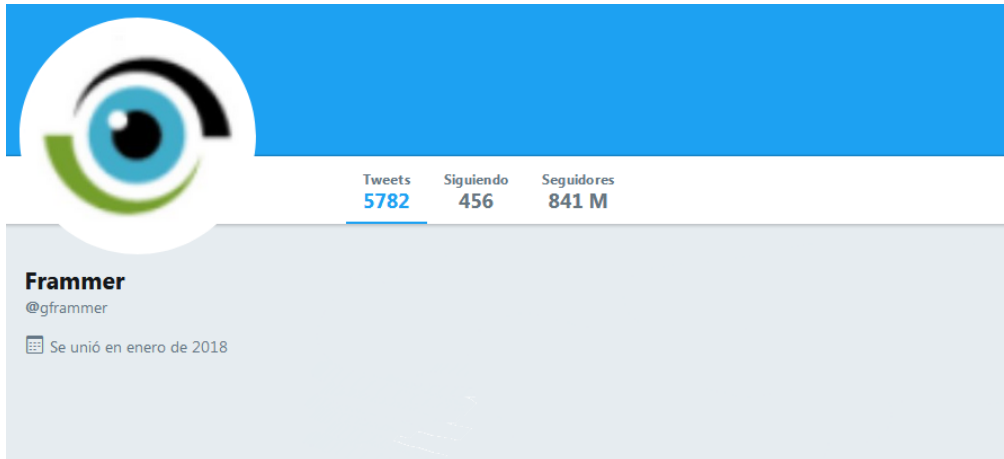 Tweets Siguiendo Seguidores
5782 456 841 M
Frammer
@gframmer
Se unió en enero de 2018